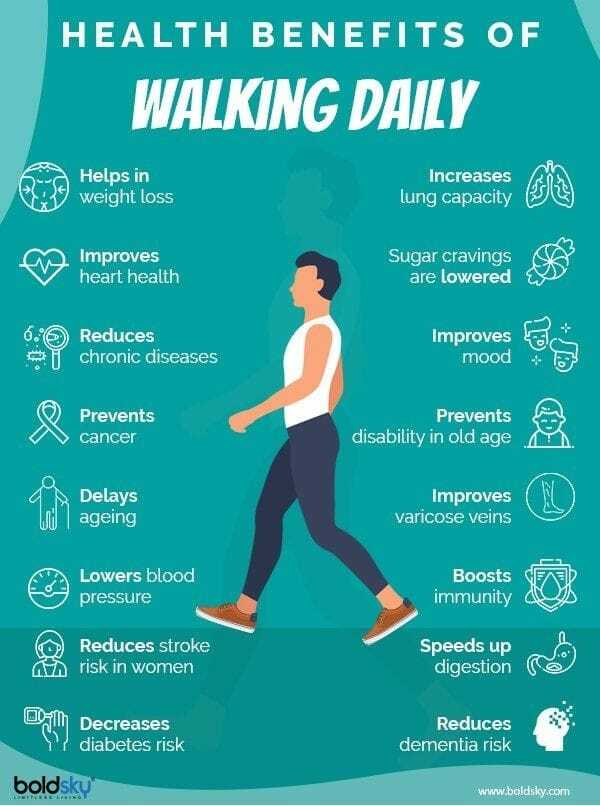 HEALTH BENEFITS OF
WALKING DAILY
Helps in
weight loss
Improves
heart health
Reduces
chronic diseases
Prevents
cancer
Delays
ageing
Lowers blood
pressure
Reduces stroke
risk in women
Decreases
diabetes risk
Increases
lung capacity
Sugar cravings
are lowered
Improves
mood
Prevents
disability in old age
Improves
varicose veins
Boosts
immunity
Speeds up
digestion
Reduces
dementia risk
boldsky
LIMITLESS LIVING
www.boldsky.com